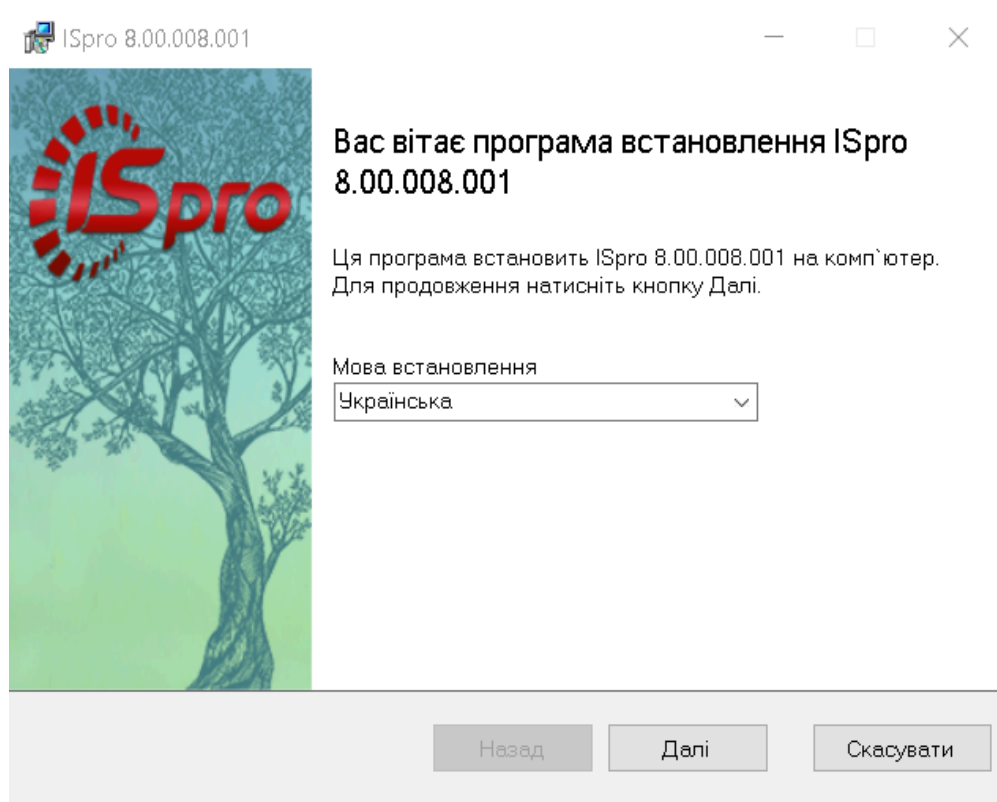 ISpro 8.00.008.001
ISpro
Вас вітає програма встановлення ISpro
8.00.008.001
Ця програма встановить ISpro 8.00.008.001 на комп`ютер.
Для продовження натисніть кнопку Далі.
Мова встановлення
Українська
Назад
Далі
Скасувати